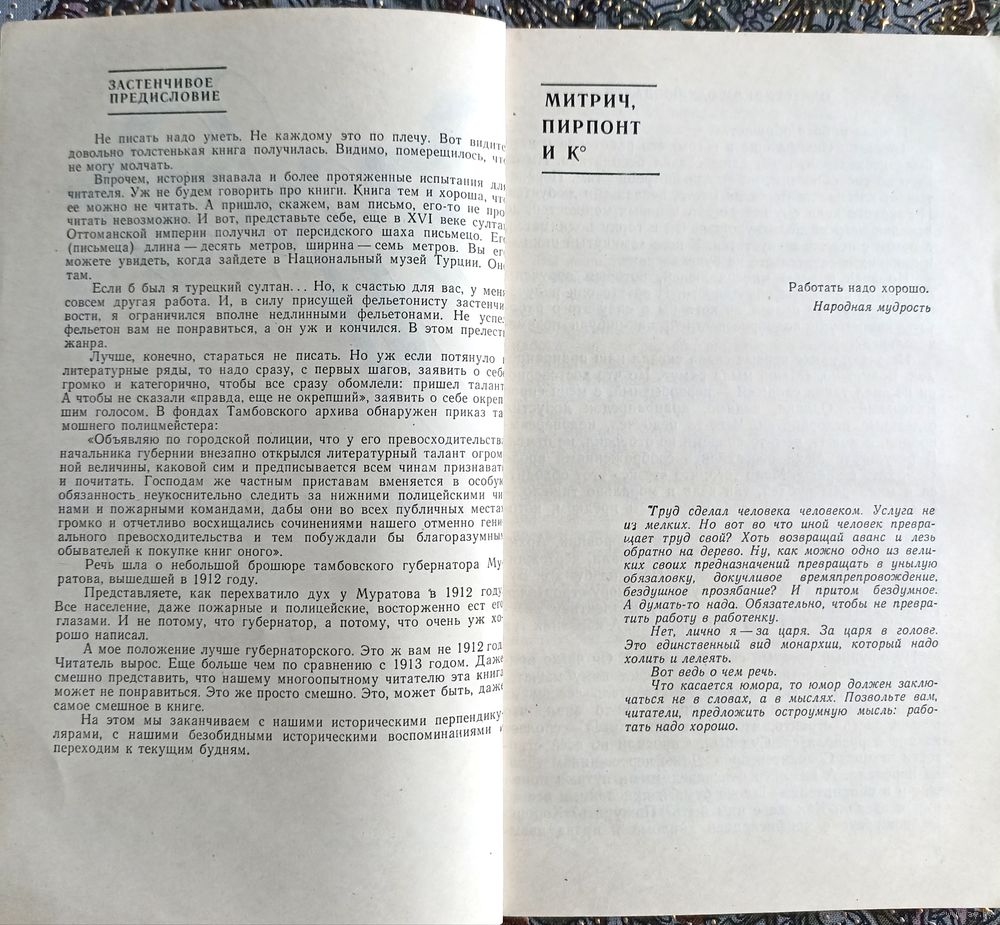 ЗАСТЕНЧИВОЕ
ПРЕДИСЛОВИЕ
Не писать надо уметь. Не каждому это по плечу. Вот видите
довольно толстенькая книга получилась. Видимо, померещилось, что
не могу молчать.
Впрочем, история знавала и более протяженные испытания для
читателя. Уж не будем говорить про книги. Книга тем и хороша, что
ее можно не читать. А пришло, скажем, вам письмо, его-то не про
читать невозможно. И вот, представьте себе, еще в XVI веке султан
Оттоманской империи получил от персидского шаха письмецо. Его
(письмеца) длина — десять метров, ширина — семь метров. Вы его
можете увидеть, когда зайдете в Национальный музей Турции. Оно
там.
Если б был я турецкий султан... Но, к счастью для вас, у меня
совсем другая работа. И, в силу присущей фельетонисту застенчи
вости, я ограничился вполне недлинными фельетонами. Не успел
фельетон вам не понравиться, а он уж и кончился. В этом прелесть
жанра.
Лучше, конечно, стараться не писать. Но уж если потянуло
литературные ряды, то надо сразу, с первых шагов, заявить о себе
громко и категорично, чтобы все сразу обомлели: пришел талант
А чтобы не сказали «правда, еще не окрепший», заявить о себе окреп
шим голосом. В фондах Тамбовского архива обнаружен приказ та
мошнего полицмейстера:
«Объявляю по городской полиции, что у его превосходительства
начальника губернии внезапно открылся литературный талант огром
ной величины, каковой сим и предписывается всем чинам признавать
и почитать. Господам же частным приставам вменяется в особую
обязанность неукоснительно следить за нижними полицейскими чи
нами и пожарными командами, дабы они во всех публичных местах
громко и отчетливо восхищались сочинениями нашего отменно гени
ального превосходительства и тем побуждали бы благоразумных
обывателей к покупке книг оного».
Речь шла о небольшой брошюре тамбовского губернатора Му-
ратова, вышедшей в 1912 году.
Представляете, как перехватило дух у Муратова в 1912 году
Все население, даже пожарные и полицейские, восторженно ест его
глазами. И не потому, что губернатор, а потому, что очень уж хо-
рошо написал.
А мое положение лучше губернаторского. Это ж вам не 1912 год.
Читатель вырос. Еще больше чем по сравнению с 1913 годом. Даже
смешно представить, что нашему многоопытному читателю эта книга
может не понравиться. Это же просто смешно. Это, может быть, даже
самое смешное в книге.
На этом мы заканчиваем с нашими историческими перпендику-
лярами, с нашими безобидными историческими воспоминаниями и
переходим к текущим будням.
МИТРИЧ,
ПИРПОНТ
И К°
Работать надо хорошо.
Народная мудрость
Труд сделал человека человеком. Услуга не
из мелких. Но вот во что иной человек превра-
щает труд свой? Хоть возвращай аванс и лезь
обратно на дерево. Ну, как можно одно из вели-
ких своих предназначений превращать в унылую
обязаловку, докучливое времяпрепровождение,
бездушное прозябание? И притом бездумное.
А думать-то надо. Обязательно, чтобы не превра-
тить работу в работенку.
Нет, лично я — за царя. За царя в голове.
Это единственный вид монархии, который надо
холить и лелеять.
Вот ведь о чем речь.
Что касается юмора, то юмор должен заклю-
чаться не в словах, а в мыслях. Позвольте вам,
читатели, предложить остроумную мысль: рабо-
тать надо хорошо.